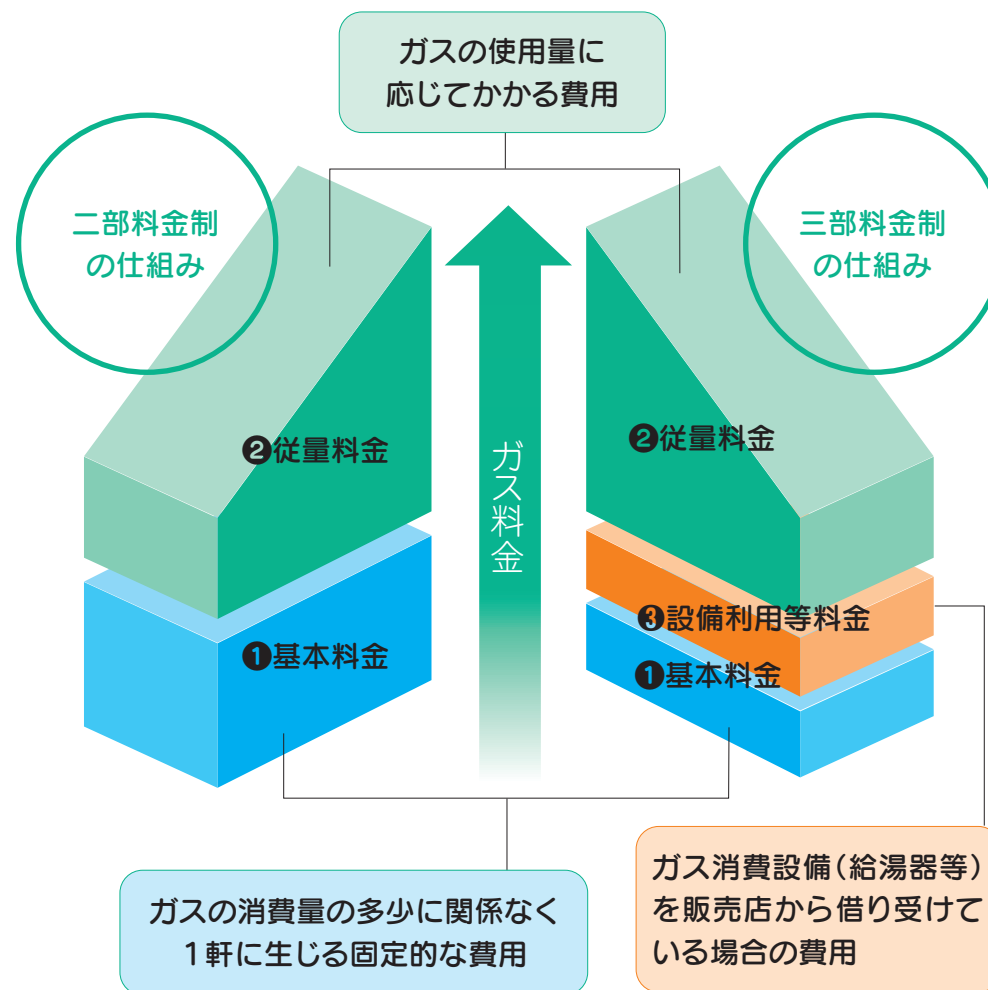 ガスの使用量に
応じてかかる費用
二部料金制
の仕組み
三部料金制
の仕組み
❷従量料金
❷従量料金
ガス料金
❸設備利用等料金
❶基本料金
❶基本料金
ガスの消費量の多少に関係なく
1軒に生じる固定的な費用
ガス消費設備(給湯器等)
を販売店から借り受けて
いる場合の費用